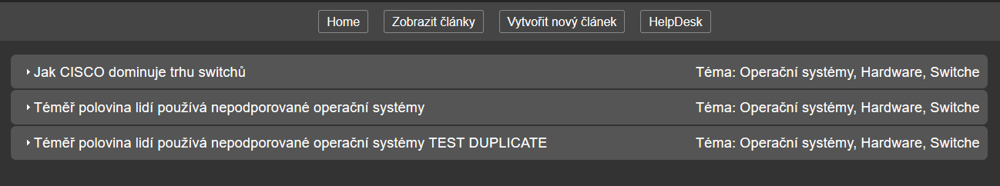 Home Zobrazit články Vytvořit nový článek HelpDesk
Jak CISCO dominuje trhu switchů Téma: Operační systémy, Hardware, Switche
Téměř polovina lidí používá nepodporované operační systémy Téma: Operační systémy, Hardware, Switche
Téměř polovina lidí používá nepodporované operační systémy TEST DUPLICATE Téma: Operační systémy, Hardware, Switche